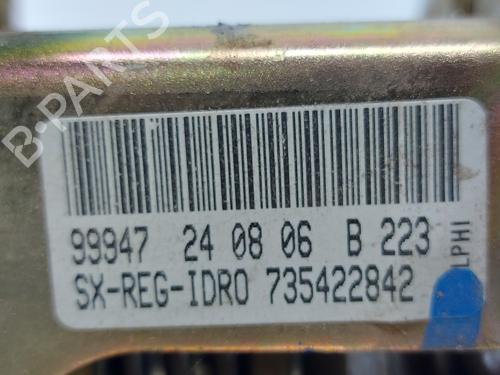 B-PARTS
99947 24 08 06 B 223
SX-REG-IDRO 735422842
LPHI